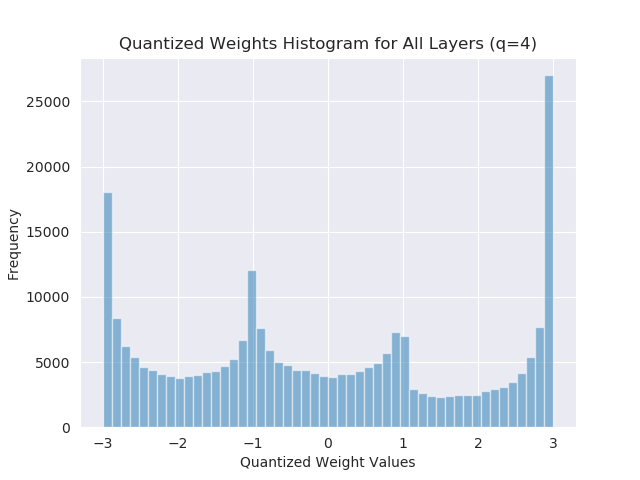 Quantized Weights Histogram for All Layers (q=4)
Frequency
25000
20000
15000
10000
5000
0
−3 −2 −1 0 1 2 3
Quantized Weight Values